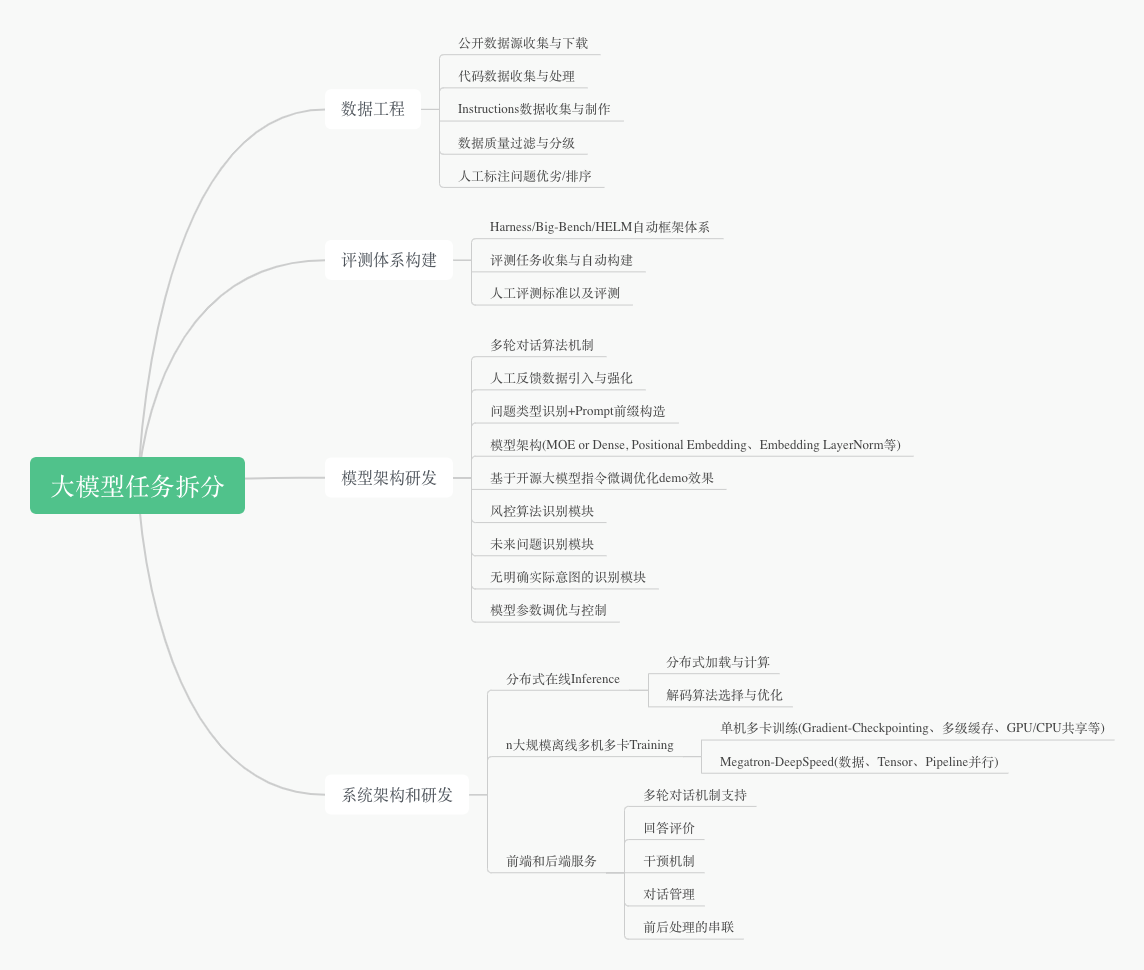 大模型任务拆分
数据工程
公开数据源收集与下载
代码数据收集与处理
Instructions数据收集与制作
数据质量过滤与分级
人工标注问题优劣/排序
评测体系构建
Harness/Big-Bench/HELM自动框架体系
评测任务收集与自动构建
人工评测标准以及评测
模型架构研发
多轮对话算法机制
人工反馈数据引入与强化
问题类型识别+Prompt前缀构造
模型架构(MOE or Dense, Positional Embedding、Embedding LayerNorm等)
基于开源大模型指令微调优化demo效果
风控算法识别模块
未来问题识别模块
无明确实际意图的识别模块
模型参数调优与控制
系统架构和研发
分布式在线Inference
分布式加载与计算
解码算法选择与优化
n大规模离线多机多卡Training
单机多卡训练(Gradient-Checkpointing、多级缓存、GPU/CPU共享等)
Megatron-DeepSpeed(数据、Tensor、Pipeline并行)
前端和后端服务
多轮对话机制支持
回答评价
干预机制
对话管理
前后处理的串联